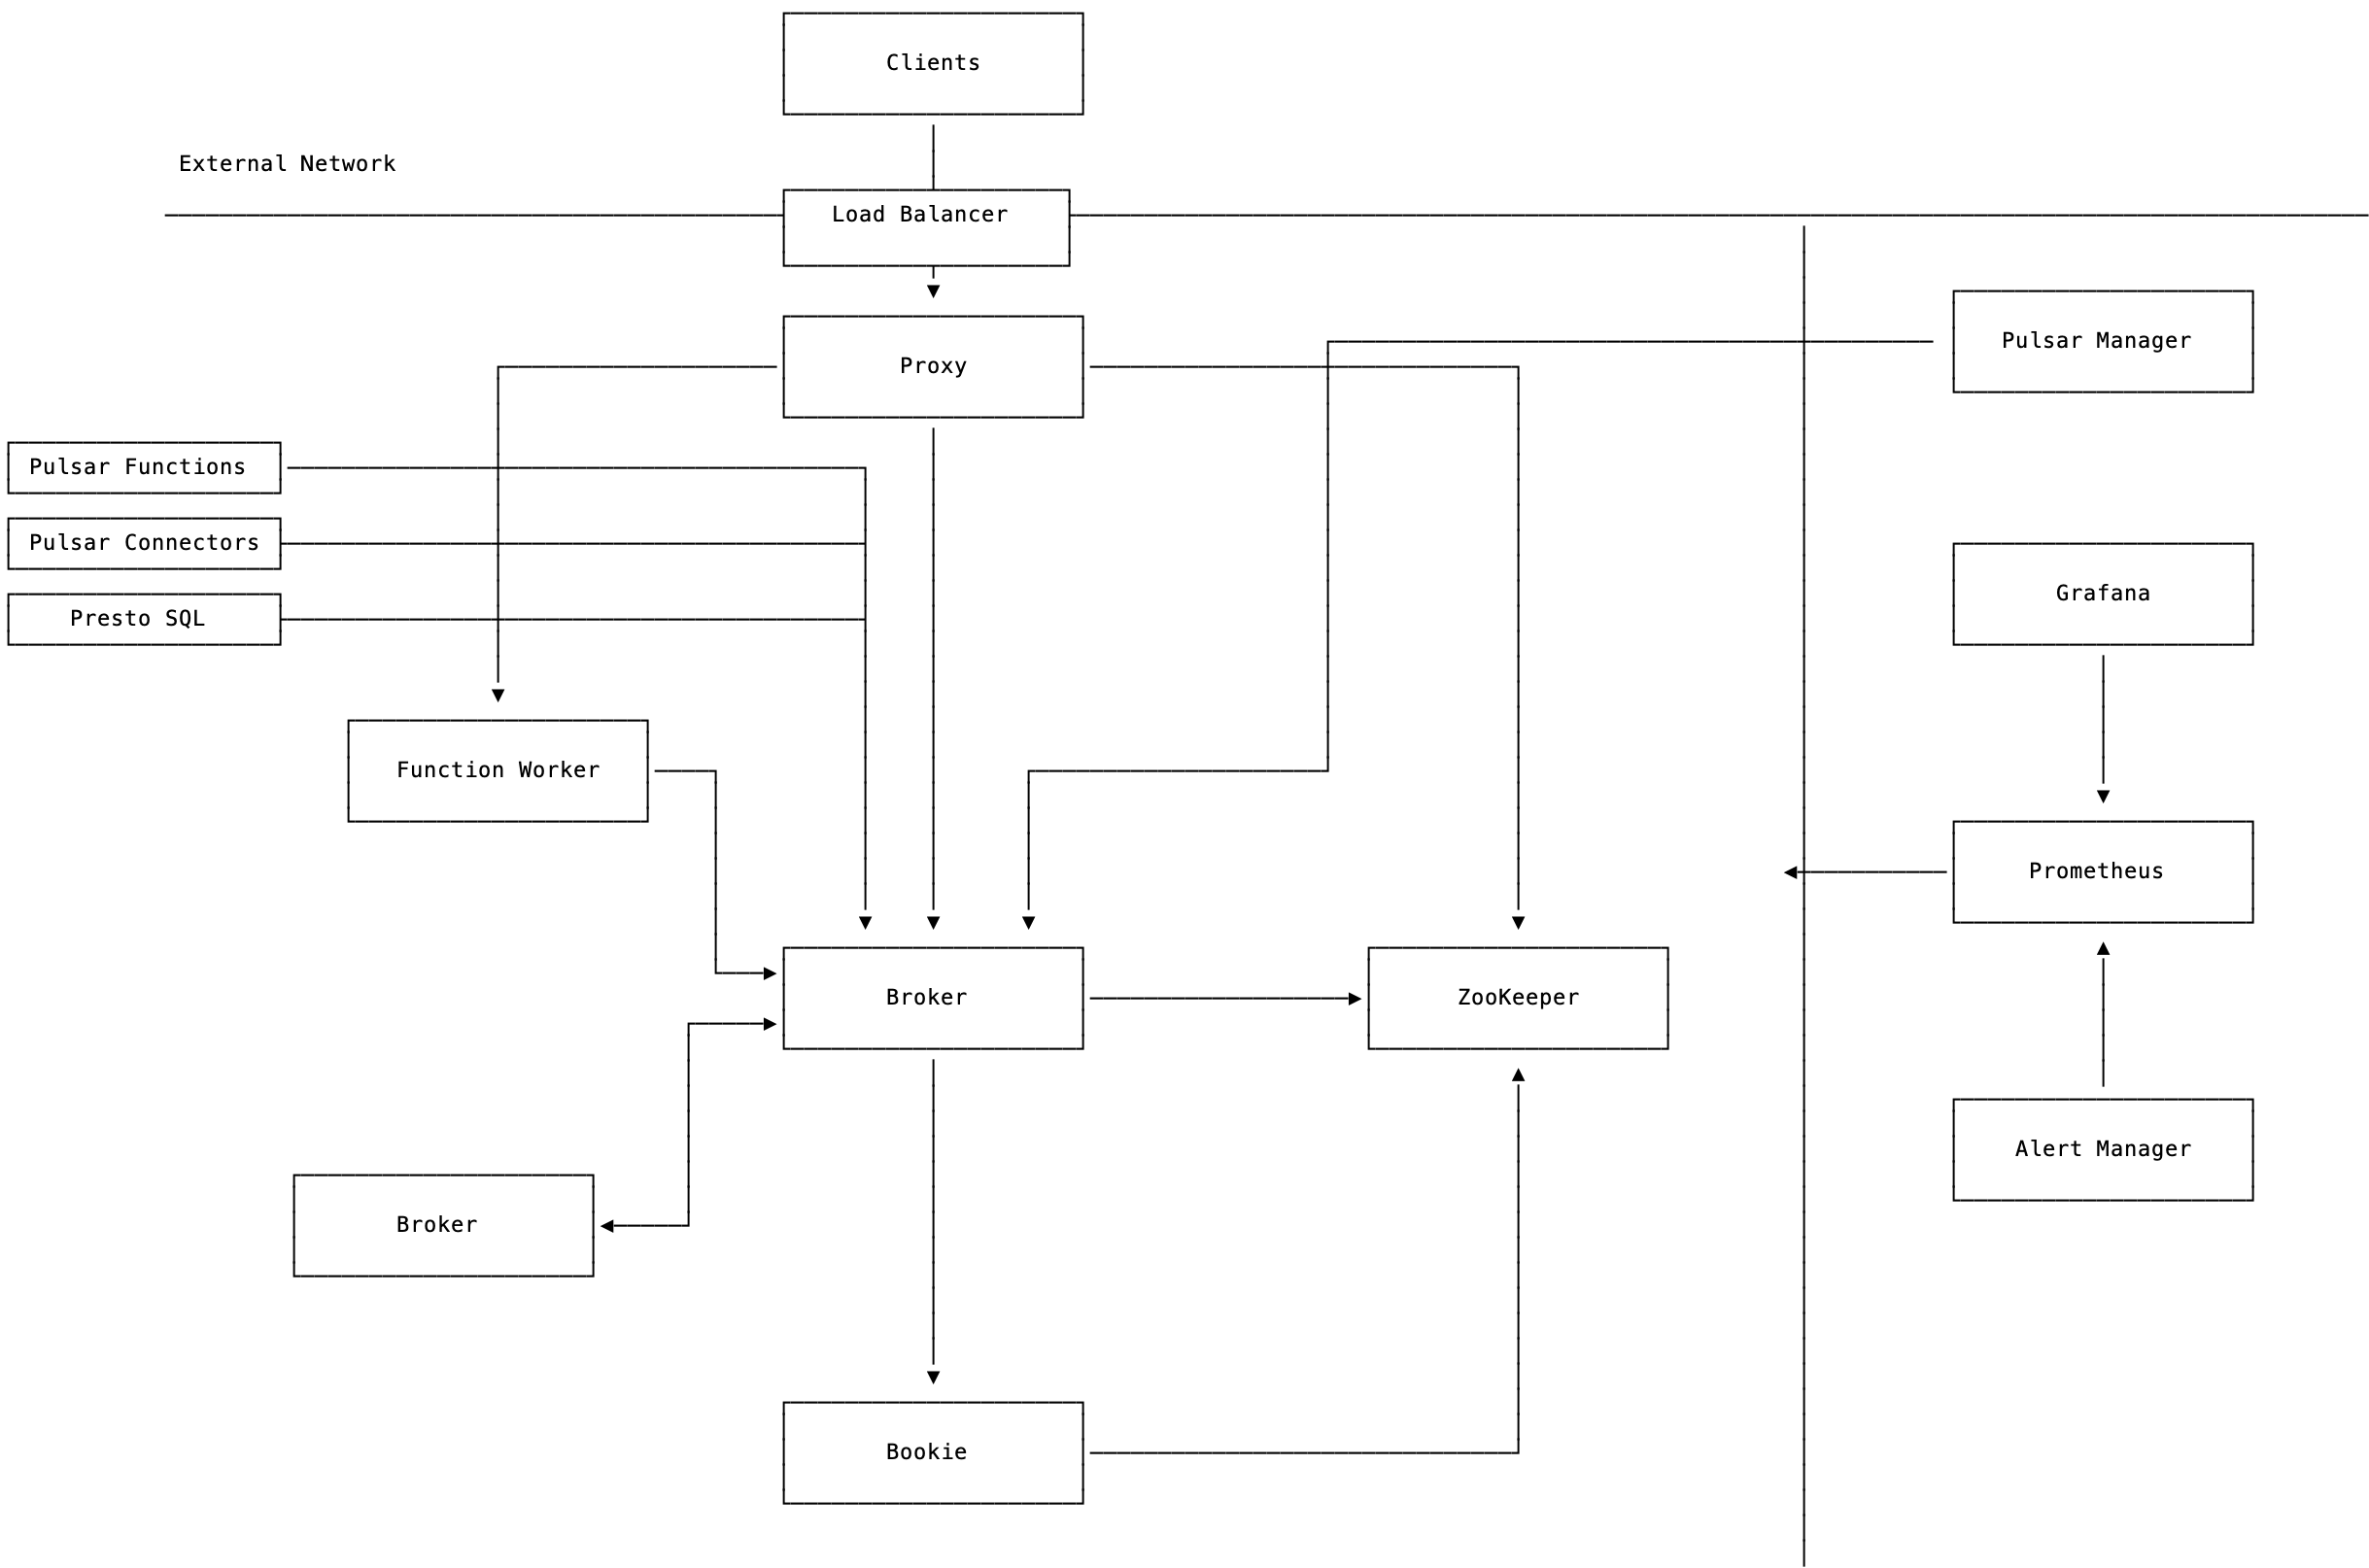 Clients
External Network
Load Balancer
Pulsar Manager
Proxy
Pulsar Functions
Pulsar Connectors
Grafana
Presto SQL
Function Worker
Prometheus
Broker
ZooKeeper
Alert Manager
Broker
Bookie